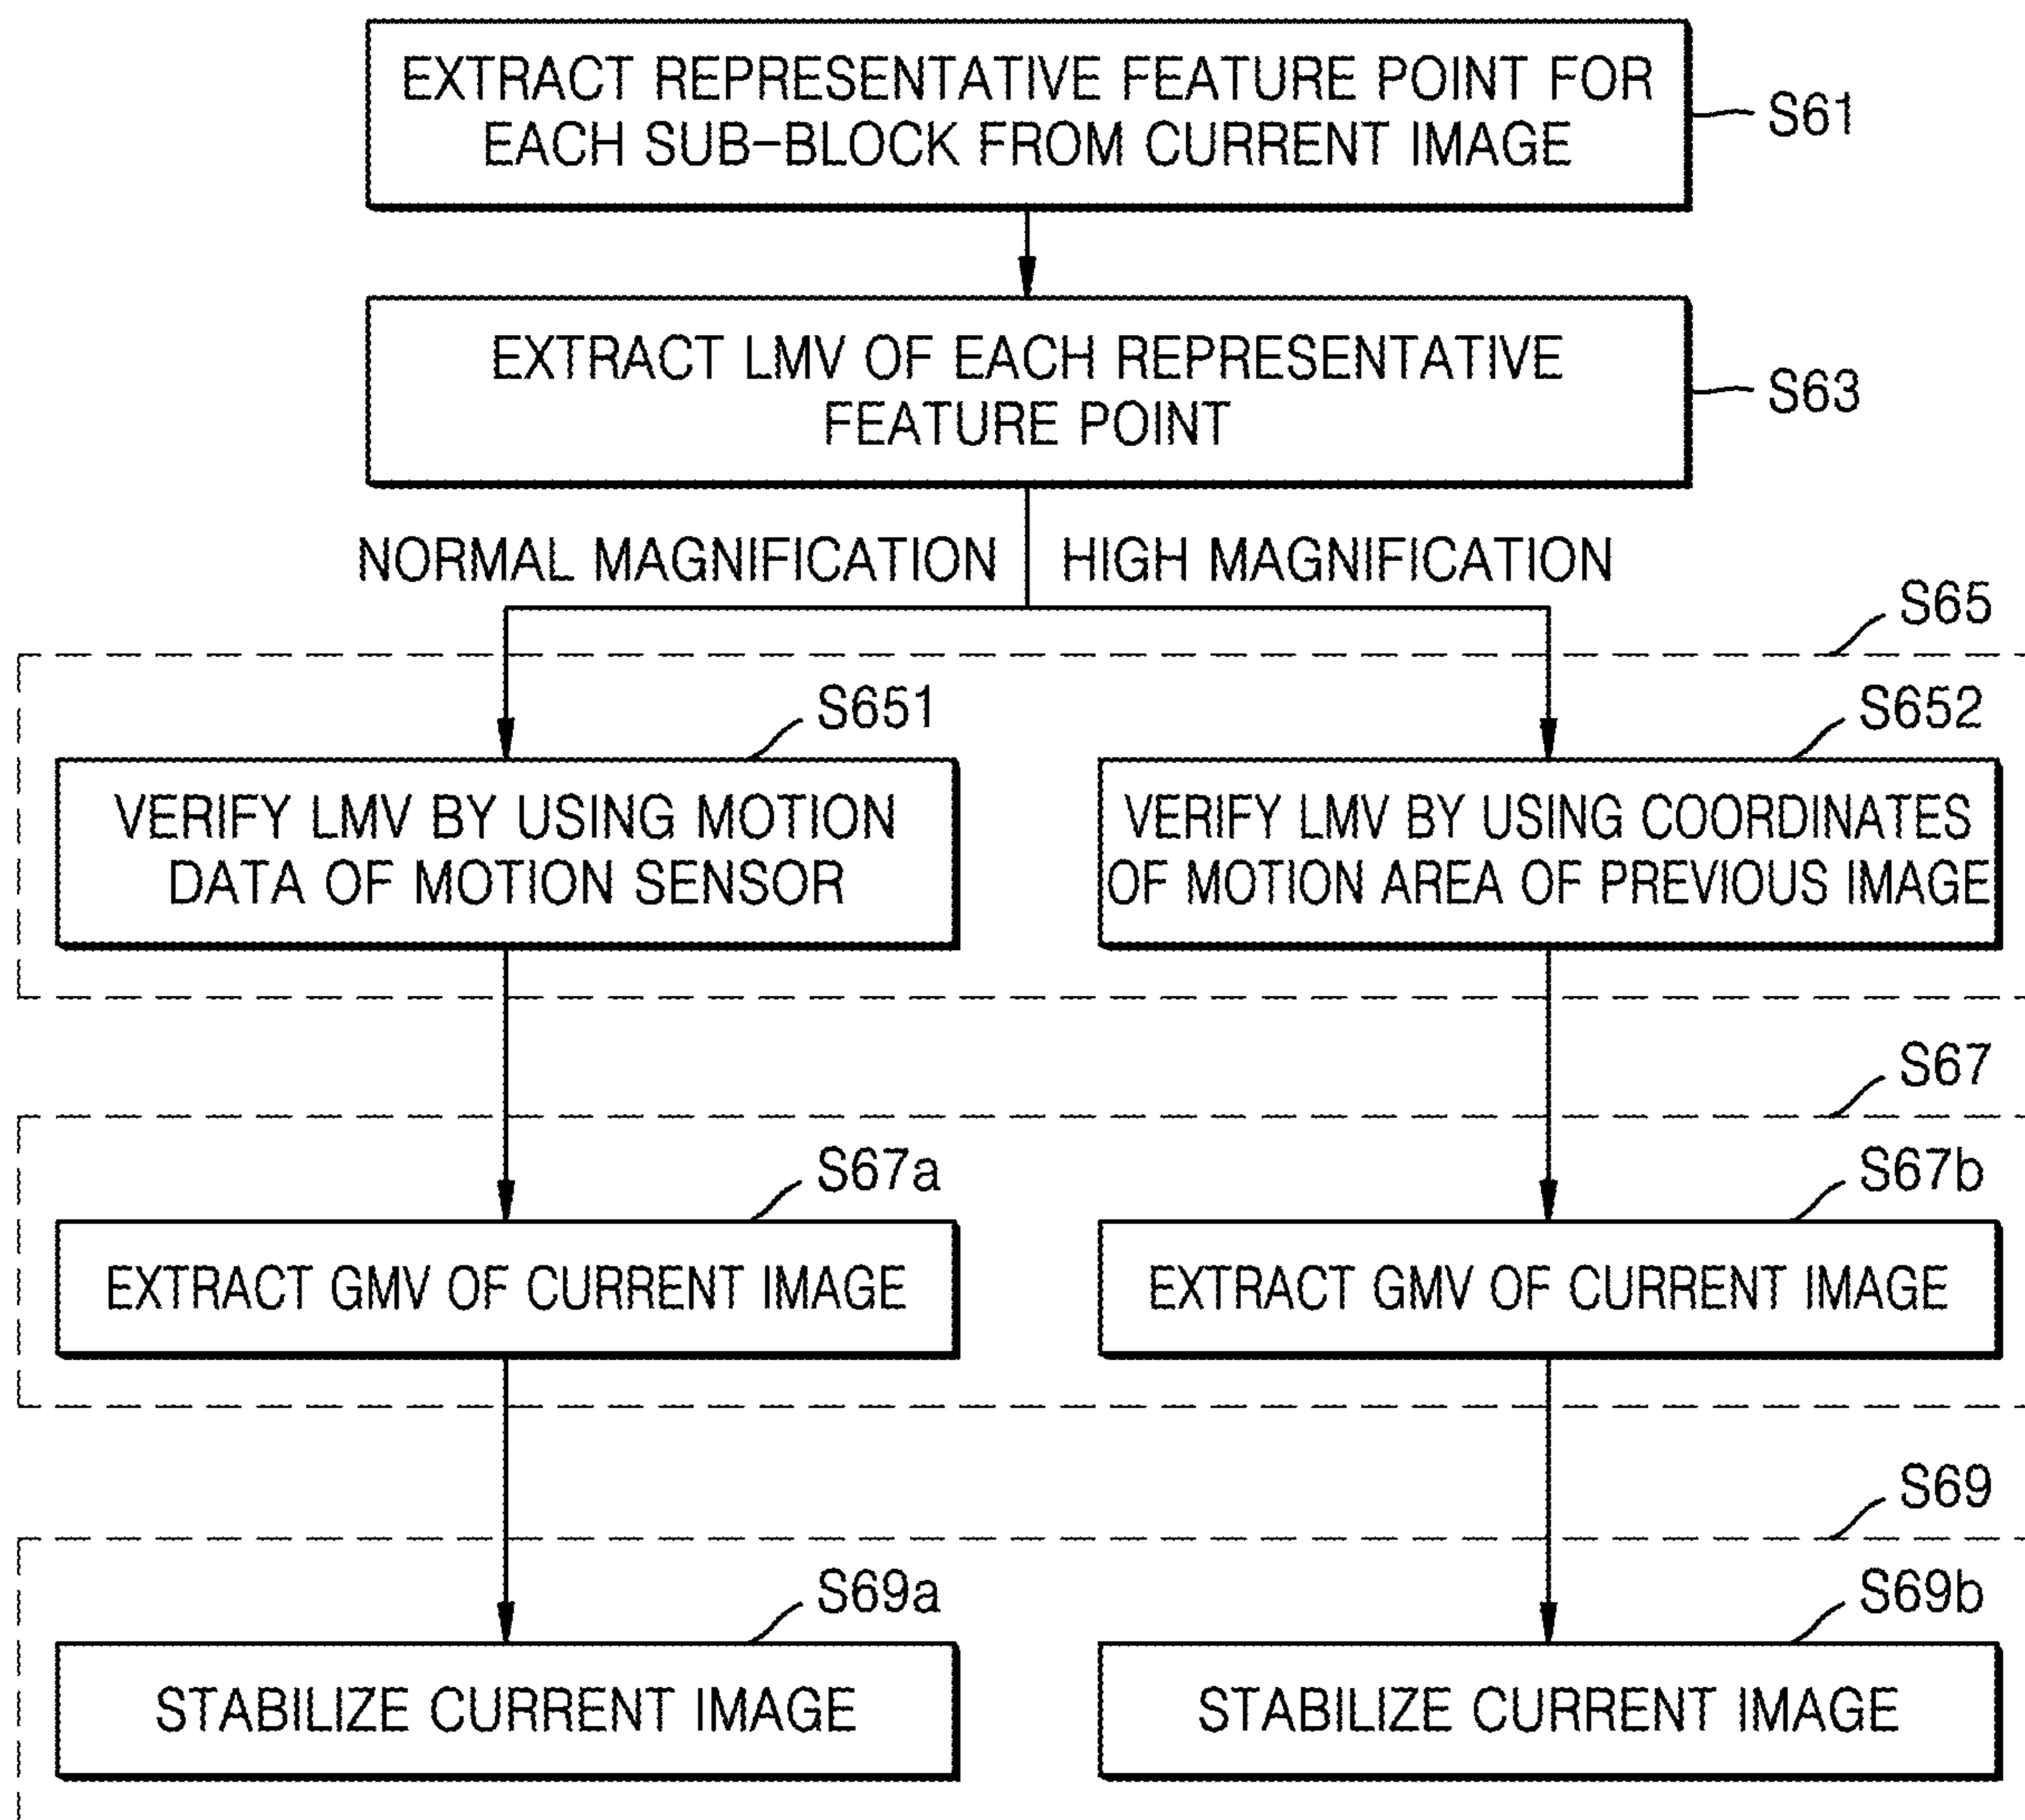 EXTRACT REPRESENTATIVE FEATURE POINT FOR
EACH SUB-BLOCK FROM CURRENT IMAGE
S61
EXTRACT LMV OF EACH REPRESENTATIVE
FEATURE POINT
S63
NORMAL MAGNIFICATION
HIGH MAGNIFICATION
S65
S651
S652
VERIFY LMV BY USING MOTION
DATA OF MOTION SENSOR
VERIFY LMV BY USING COORDINATES
OF MOTION AREA OF PREVIOUS IMAGE
S67
S67a
S67b
EXTRACT GMV OF CURRENT IMAGE
EXTRACT GMV OF CURRENT IMAGE
S69
S69a
S69b
STABILIZE CURRENT IMAGE
STABILIZE CURRENT IMAGE